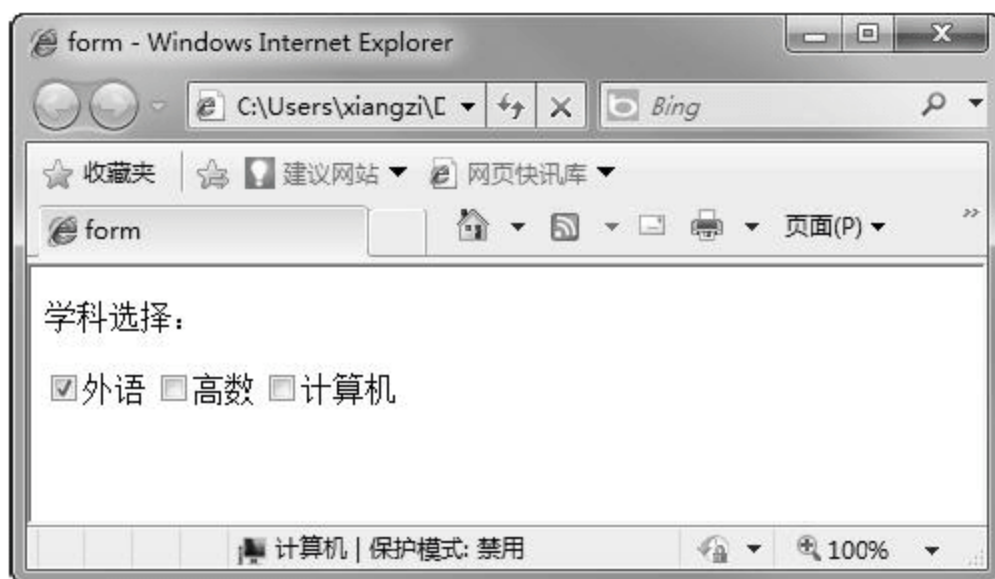 form - Windows Internet Explorer
C:\Users\xiangzi\D Bing
收藏夹 建议网站 网页快讯库
form 页面(P) »
学科选择：
外语 高数 计算机
计算机 | 保护模式: 禁用 100%